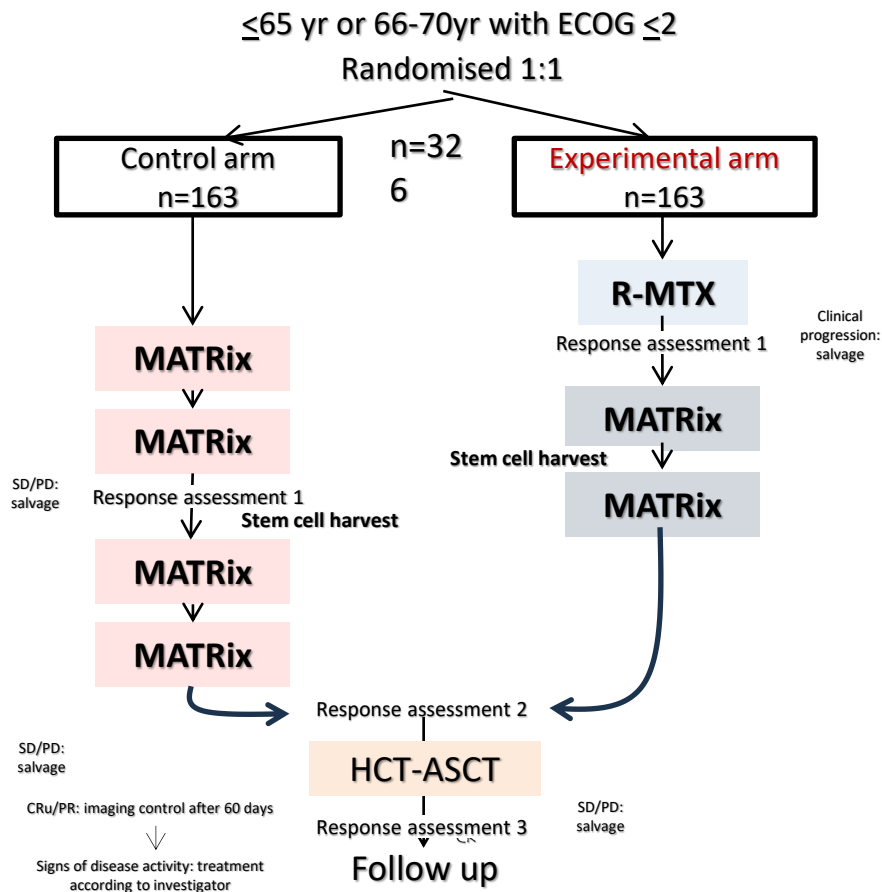 ≤65 yr or 66-70yr with ECOG ≤2
Randomised 1:1
Control arm
n=163
n=32
6
Experimental arm
n=163
R-MTX
Clinical
progression:
salvage
Response assessment 1
MATRix
MATRix
Stem cell harvest
MATRix
MATRix
SD/PD:
salvage
Response assessment 1
Stem cell harvest
MATRix
MATRix
Response assessment 2
SD/PD:
salvage
HCT-ASCT
CRu/PR: imaging control after 60 days
SD/PD:
salvage
Response assessment 3
Signs of disease activity: treatment
according to investigator
Follow up